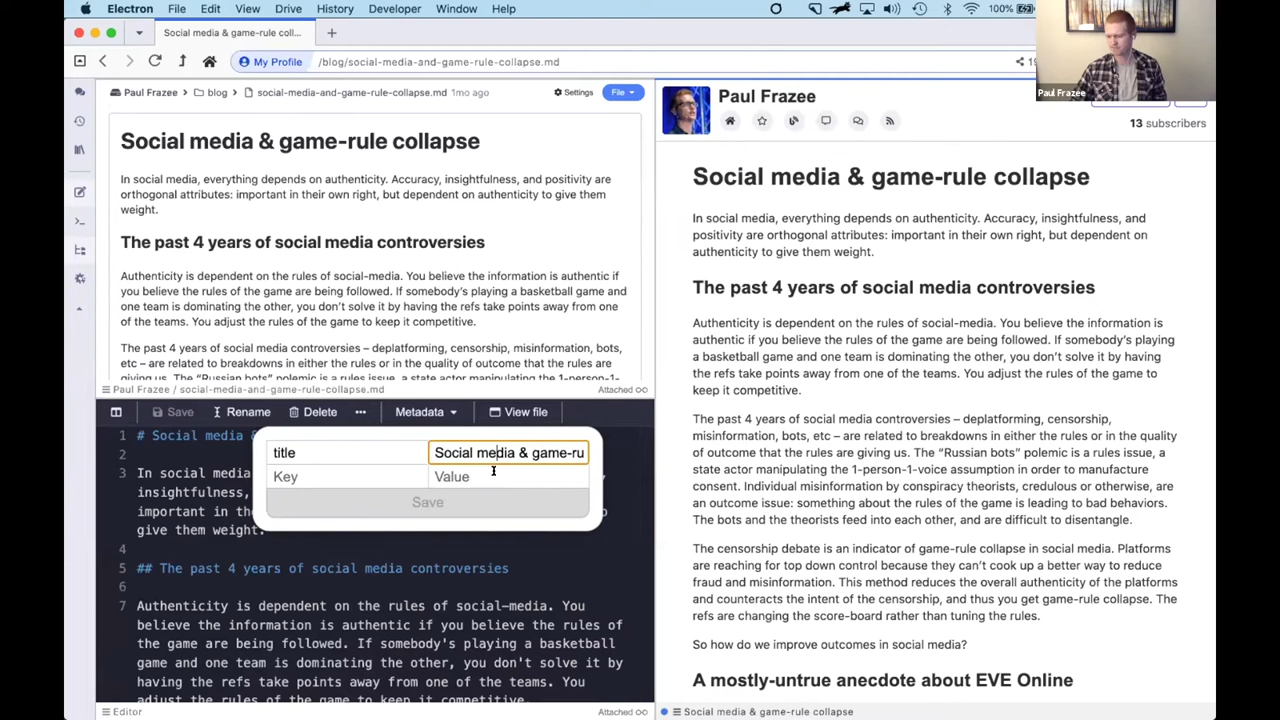 Electron File Edit View Drive History Developer Window Help 100%
Social media & game-rule coll...
My Profile /blog/social-media-and-game-rule-collapse.md
Paul Frazee
Paul Frazee blog social-media-and-game-rule-collapse.md 1mo ago Settings File
Social media & game-rule collapse
In social media, everything depends on authenticity. Accuracy, insightfulness, and positivity are
orthogonal attributes: important in their own right, but dependent on authenticity to give them
weight.
The past 4 years of social media controversies
Authenticity is dependent on the rules of social-media. You believe the information is authentic if
you believe the rules of the game are being followed. If somebody's playing a basketball game and
one team is dominating the other, you don't solve it by having the refs take points away from one
of the teams. You adjust the rules of the game to keep it competitive.
The past 4 years of social media controversies – deplatforming, censorship, misinformation, bots,
etc – are related to breakdowns in either the rules or in the quality of outcome that the rules are
giving us. The “Russian bots” polemic is a rules issue, a state actor manipulating the 1-person-1-
Paul Frazee / social-media-and-game-rule-collapse.md Attached
Save Rename Delete Metadata View file
title Social media & game-ru
Key Value
Save
1 # Social media &
2
3 In social media
insightfulness,
important in th
give them weight.
4
5 ## The past 4 years of social media controversies
6
7 Authenticity is dependent on the rules of social-media. You
believe the information is authentic if you believe the rules of
the game are being followed. If somebody's playing a basketball
game and one team is dominating the other, you don't solve it by
having the refs take points away from one of the teams. You
adjust the rules of the game to keep it competitive.
Editor Attached
Paul Frazee
13 subscribers
Social media & game-rule collapse
In social media, everything depends on authenticity. Accuracy, insightfulness, and
positivity are orthogonal attributes: important in their own right, but dependent on
authenticity to give them weight.
The past 4 years of social media controversies
Authenticity is dependent on the rules of social-media. You believe the information is
authentic if you believe the rules of the game are being followed. If somebody's playing
a basketball game and one team is dominating the other, you don't solve it by having
the refs take points away from one of the teams. You adjust the rules of the game to
keep it competitive.
The past 4 years of social media controversies – deplatforming, censorship,
misinformation, bots, etc – are related to breakdowns in either the rules or in the quality
of outcome that the rules are giving us. The “Russian bots” polemic is a rules issue, a
state actor manipulating the 1-person-1-voice assumption in order to manufacture
consent. Individual misinformation by conspiracy theorists, credulous or otherwise, are
an outcome issue: something about the rules of the game is leading to bad behaviors.
The bots and the theorists feed into each other, and are difficult to disentangle.
The censorship debate is an indicator of game-rule collapse in social media. Platforms
are reaching for top down control because they can't cook up a better way to reduce
fraud and misinformation. This method reduces the overall authenticity of the platforms
and counteracts the intent of the censorship, and thus you get game-rule collapse. The
refs are changing the score-board rather than tuning the rules.
So how do we improve outcomes in social media?
A mostly-untrue anecdote about EVE Online
Social media & game-rule collapse